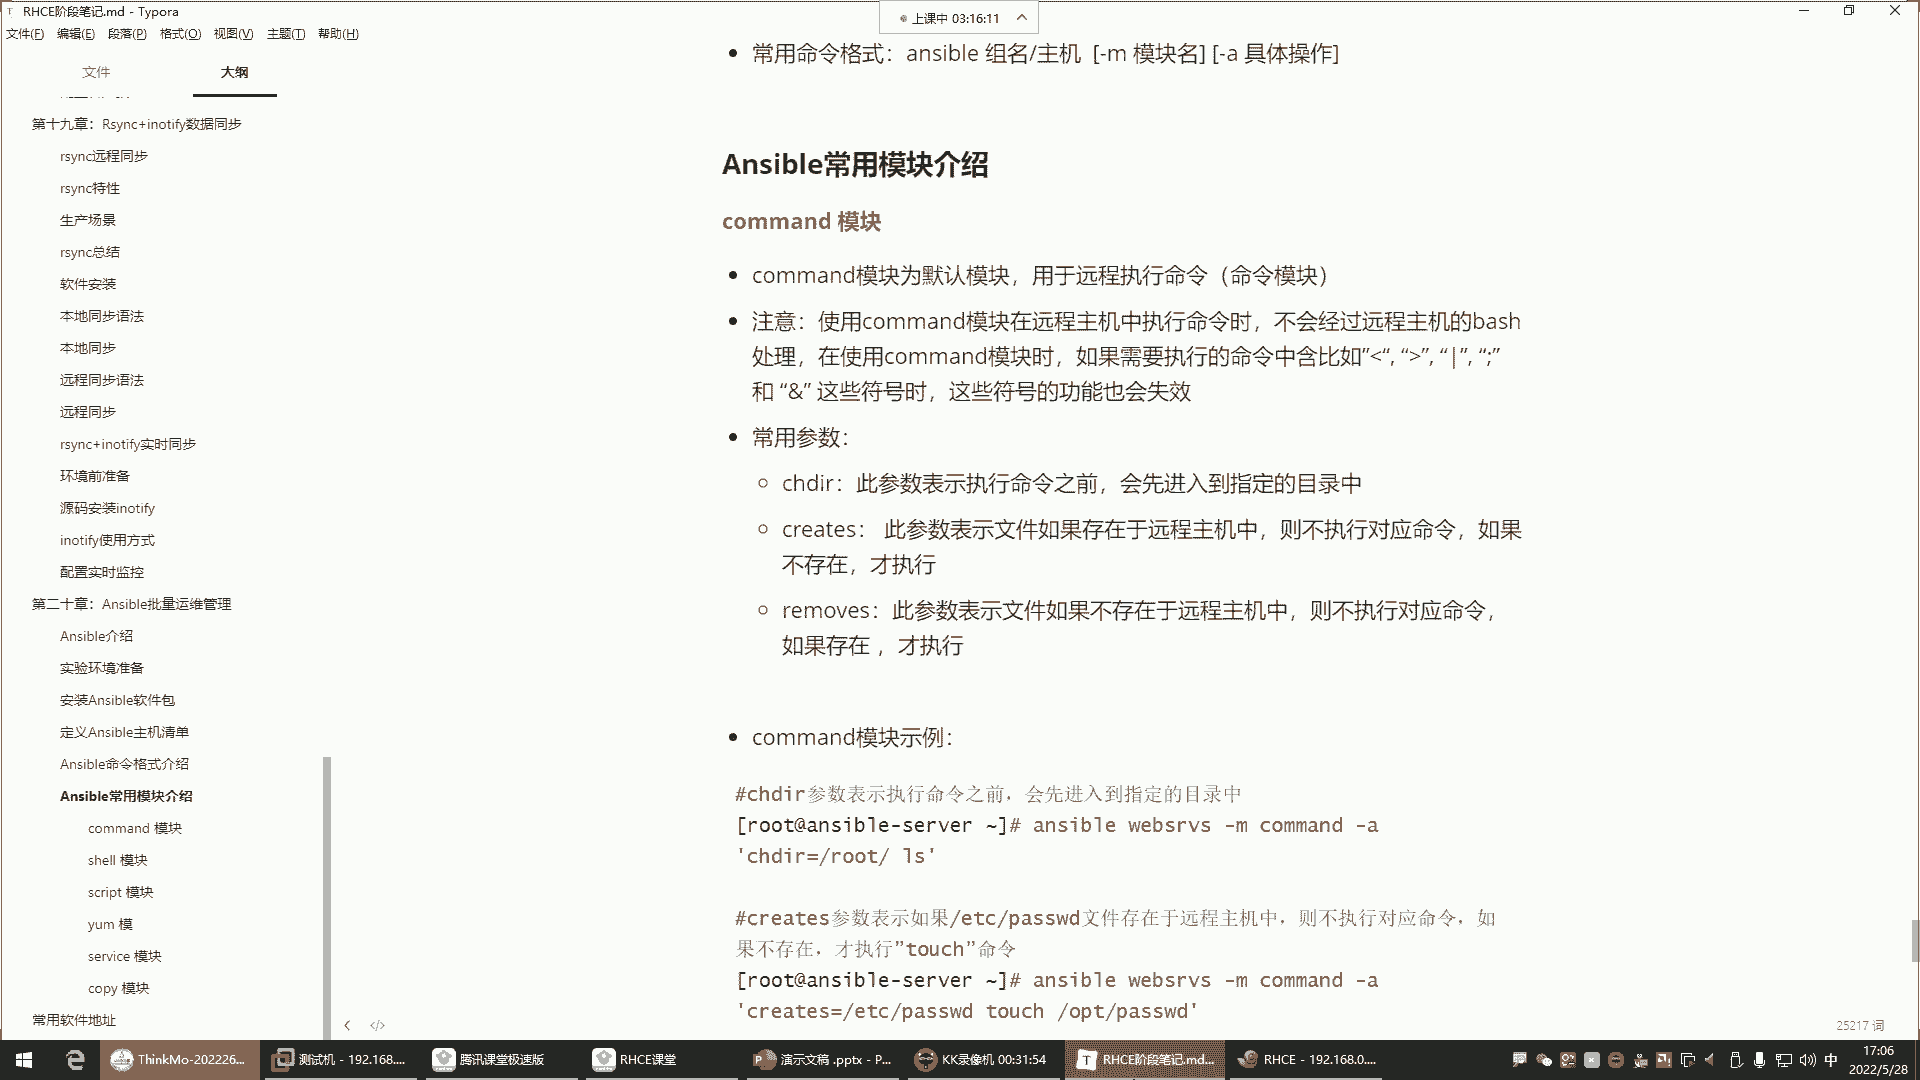 RHCE阶段笔记.md - Typora
上课中 03:16:11
文件(F) 编辑(E) 段落(P) 格式(O) 视图(V) 主题(T) 帮助(H)
文件 大纲
第十九章：Rsync+inotify数据同步
rsync远程同步
rsync特性
生产场景
rsync总结
软件安装
本地同步语法
本地同步
远程同步语法
远程同步
rsync+inotify实时同步
环境前准备
源码安装inotify
inotify使用方式
配置实时监控
第二十章：Ansible批量运维管理
Ansible介绍
实验环境准备
安装Ansible软件包
定义Ansible主机清单
Ansible命令格式介绍
Ansible常用模块介绍
command 模块
shell 模块
script 模块
yum 模
service 模块
copy 模块
常用软件地址
常用命令格式：ansible 组名/主机 [-m 模块名] [-a 具体操作]
Ansible常用模块介绍
command 模块
command模块为默认模块，用于远程执行命令（命令模块）
注意：使用command模块在远程主机中执行命令时，不会经过远程主机的bash
处理，在使用command模块时，如果需要执行的命令中含比如”<“, “>”, “|”, “;”
和 “&” 这些符号时，这些符号的功能也会失效
常用参数：
chdir：此参数表示执行命令之前，会先进入到指定的目录中
creates： 此参数表示文件如果存在于远程主机中，则不执行对应命令，如果
不存在，才执行
removes：此参数表示文件如果不存在于远程主机中，则不执行对应命令，
如果存在 ，才执行
command模块示例：
#chdir参数表示执行命令之前，会先进入到指定的目录中
[root@ansible-server ~]# ansible websrvs -m command -a
'chdir=/root/ ls'
#creates参数表示如果/etc/passwd文件存在于远程主机中，则不执行对应命令，如
果不存在，才执行”touch”命令
[root@ansible-server ~]# ansible websrvs -m command -a
'creates=/etc/passwd touch /opt/passwd'
25217 词
ThinkMo-202226... 测试机 - 192.168.... 腾讯课堂极速版 RHCE课堂 演示文稿 .pptx - P... KK录像机 00:31:54 RHCE阶段笔记.md... RHCE - 192.168.0.... 中 17:06
2022/5/28